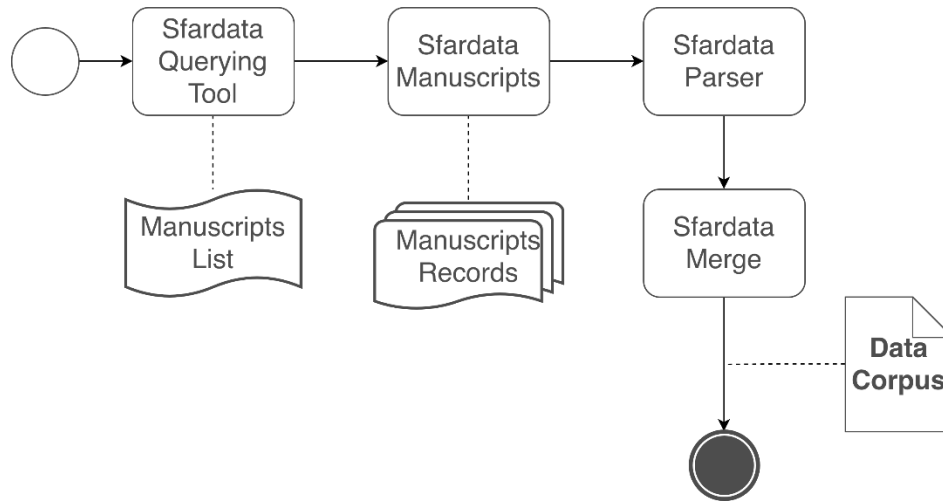 Sfardata
Querying
Tool
Sfardata
Manuscripts
Sfardata
Parser
Manuscripts
List
Manuscripts
Records
Sfardata
Merge
Data
Corpus